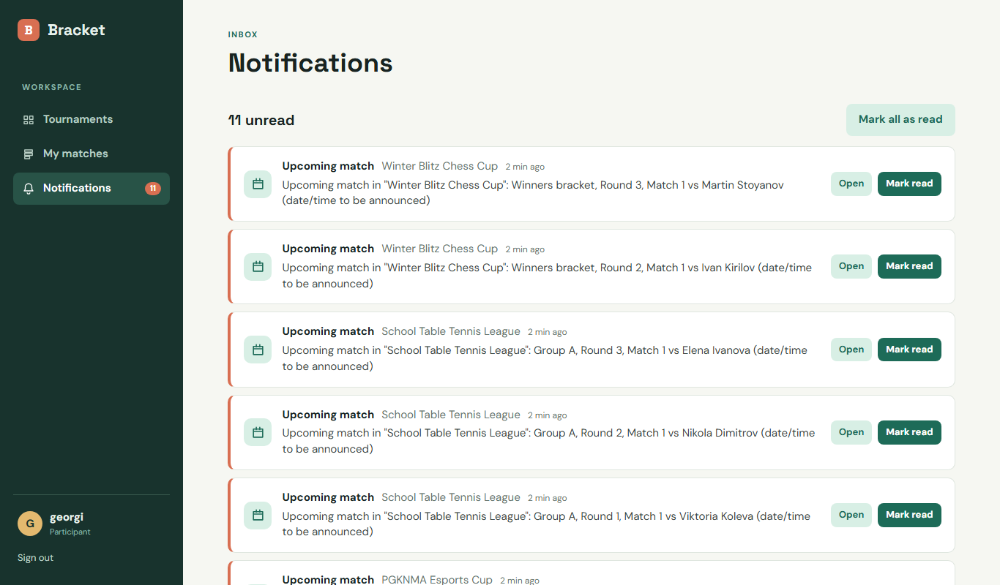 B Bracket
WORKSPACE
Tournaments
My matches
Notifications 11
G georgi
Participant
Sign out
INBOX
Notifications
11 unread
Mark all as read
Upcoming match Winter Blitz Chess Cup 2 min ago
Upcoming match in "Winter Blitz Chess Cup": Winners bracket, Round 3, Match 1 vs Martin Stoyanov
(date/time to be announced)
Open Mark read
Upcoming match Winter Blitz Chess Cup 2 min ago
Upcoming match in "Winter Blitz Chess Cup": Winners bracket, Round 2, Match 1 vs Ivan Kirilov (date/time
to be announced)
Open Mark read
Upcoming match School Table Tennis League 2 min ago
Upcoming match in "School Table Tennis League": Group A, Round 3, Match 1 vs Elena Ivanova (date/time
to be announced)
Open Mark read
Upcoming match School Table Tennis League 2 min ago
Upcoming match in "School Table Tennis League": Group A, Round 2, Match 1 vs Nikola Dimitrov (date/time
to be announced)
Open Mark read
Upcoming match School Table Tennis League 2 min ago
Upcoming match in "School Table Tennis League": Group A, Round 1, Match 1 vs Viktoria Koleva (date/time
to be announced)
Open Mark read
Upcoming match PGKNMA Esports Cup 2 min ago